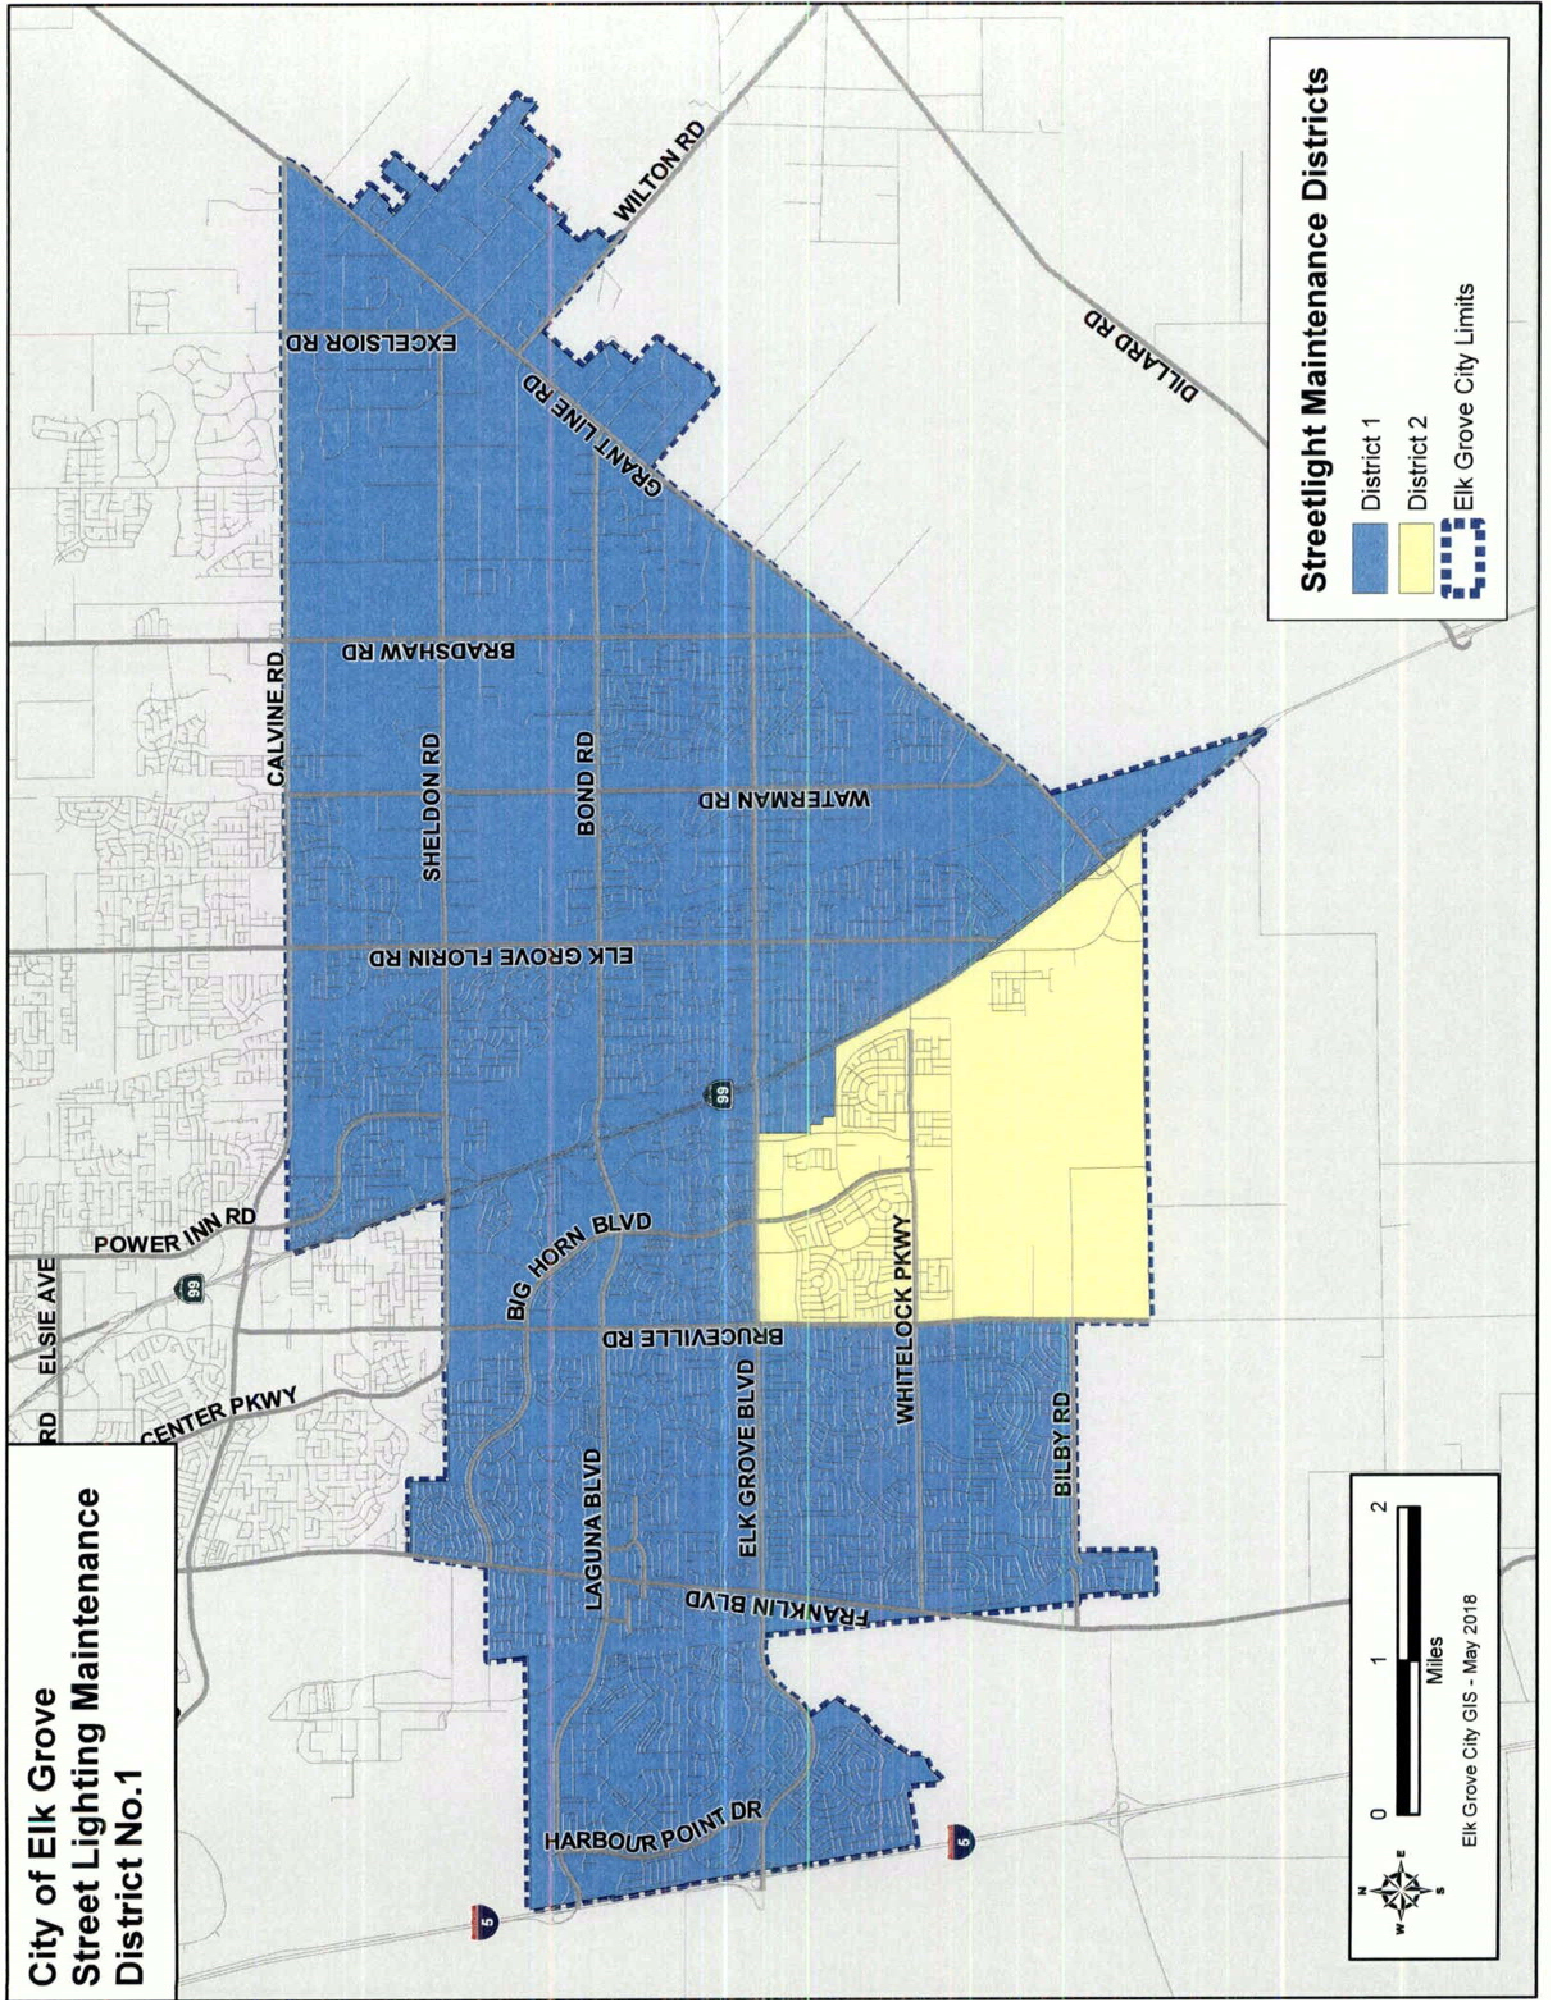 City of Elk Grove
Street Lighting Maintenance
District No.1
RD
ELSIE AVE
POWER INN RD
CENTER PKWY
99
CALVINE RD
EXCELSIOR RD
BRADSHAW RD
SHELDON RD
ELK GROVE FLORIN RD
GRANT LINE RD
WILTON RD
BOND RD
WATERMAN RD
99
BIG HORN BLVD
BRUCEVILLE RD
LAGUNA BLVD
ELK GROVE BLVD
FRANKLIN BLVD
WHITELOCK PKWY
BILBY RD
HARBOUR POINT DR
5
5
DILLARD RD
Streetlight Maintenance Districts
District 1
District 2
Elk Grove City Limits
N
W
E
S
0
1
2
Miles
Elk Grove City GIS - May 2018